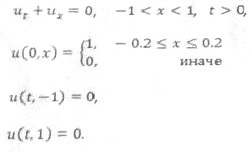 u_t + u_x = 0, -1 < x < 1, t > 0,
u(0, x) = { 1, -0.2 ≤ x ≤ 0.2
0, иначе
u(t, -1) = 0,
u(t, 1) = 0.